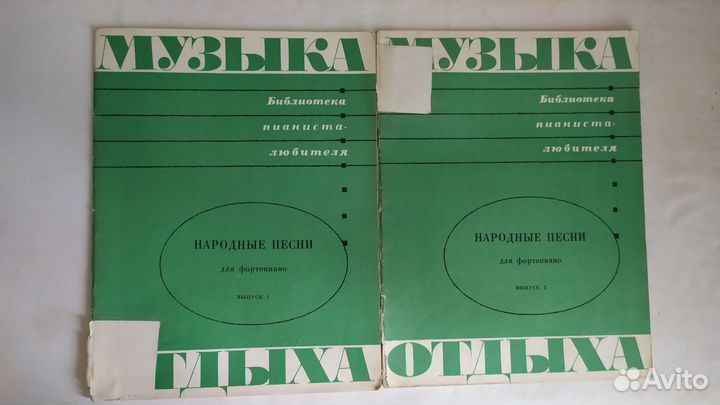 МУЗЫКА
Библиотека
пианиста-
любителя
НАРОДНЫЕ ПЕСНИ
для фортепиано
ВЫПУСК 1
ТДЫХА
МУЗЫКА
Библиотека
пианиста-
любителя
НАРОДНЫЕ ПЕСНИ
для фортепиано
ВЫПУСК 2
ОТДЫХА
Avito